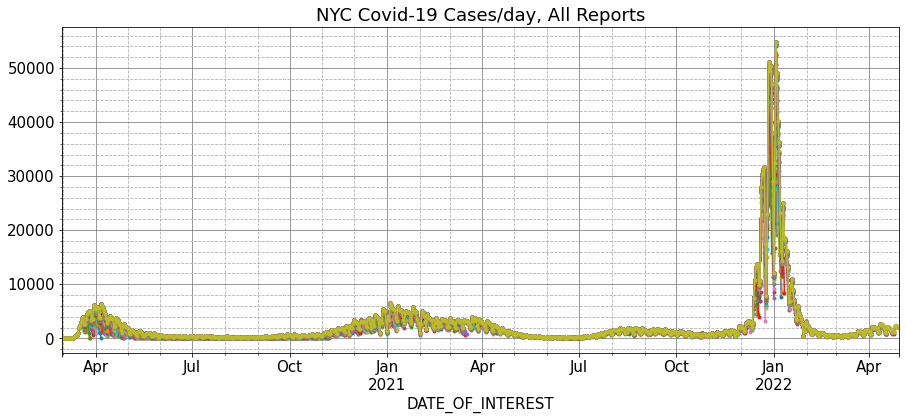 NYC Covid-19 Cases/day, All Reports
50000
40000
30000
20000
10000
0
Apr Jul Oct Jan Apr Jul Oct Jan Apr
2021 2022
DATE_OF_INTEREST